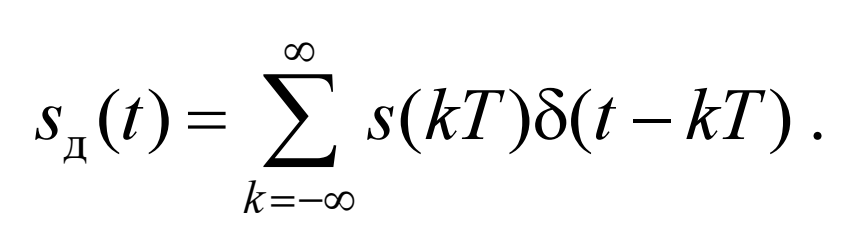 s_д(t) = ∑_{k=−∞}^{∞} s(kT)δ(t − kT) .